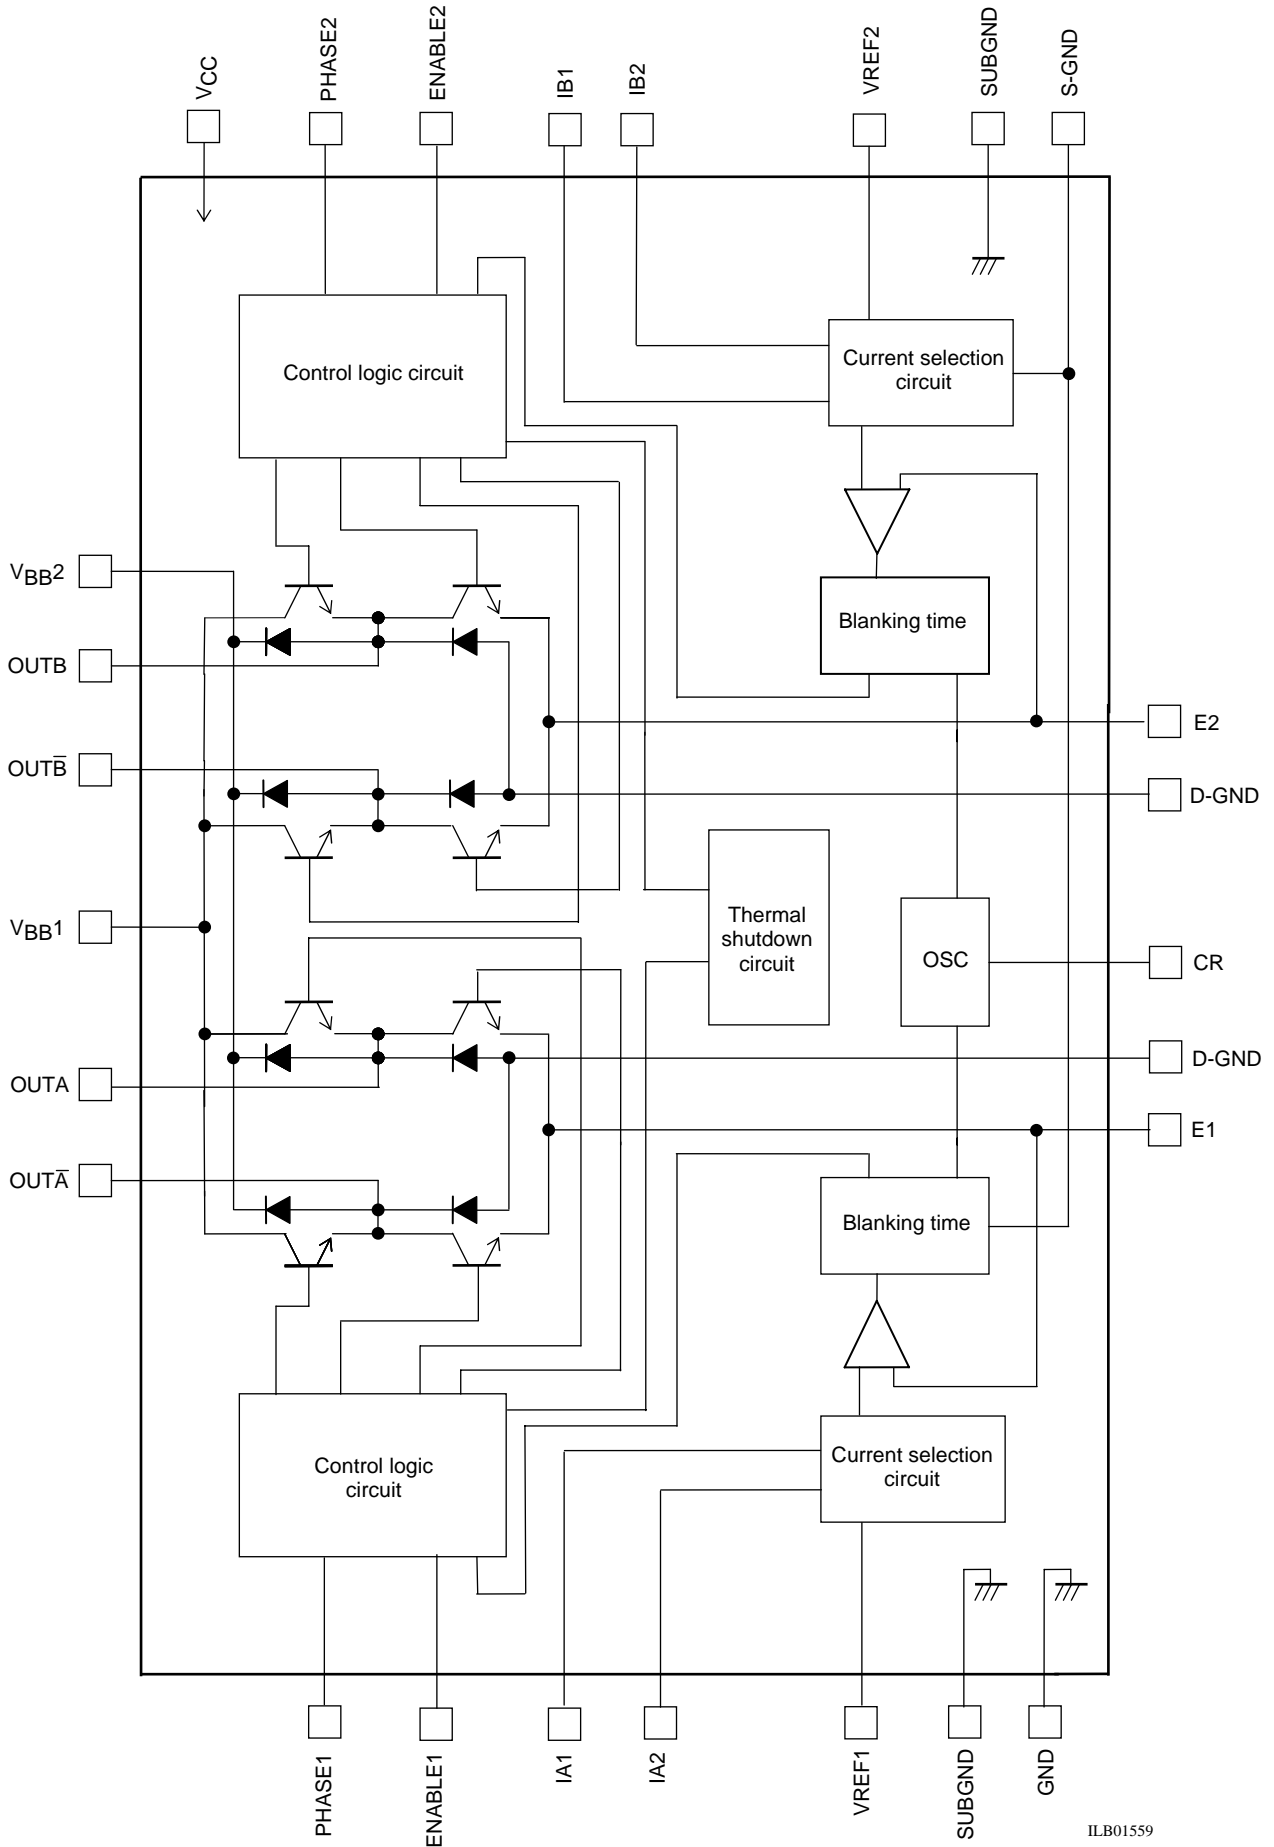 VCC
PHASE2
ENABLE2
IB1
IB2
VREF2
SUBGND
S-GND
Control logic circuit
Current selection
circuit
VBB2
Blanking time
OUTB
E2
OUTB̅
D-GND
Thermal
shutdown
circuit
VBB1
OSC
CR
D-GND
OUTA
E1
OUTA̅
Blanking time
Control logic
circuit
Current selection
circuit
PHASE1
ENABLE1
IA1
IA2
VREF1
SUBGND
GND
ILB01559